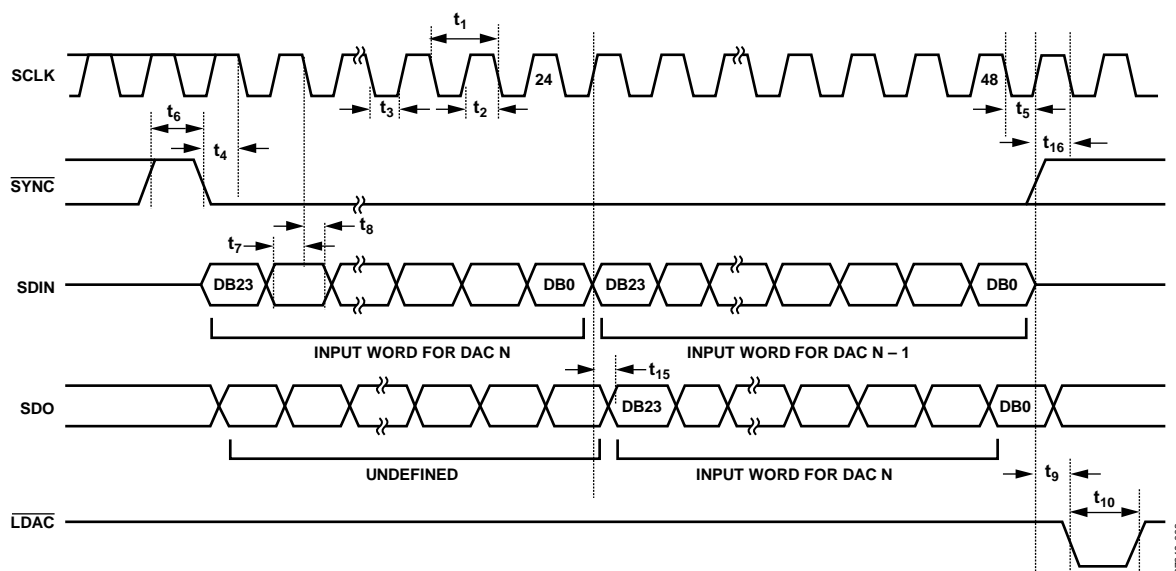 t1
SCLK
24
48
t3
t2
t5
t6
t4
t16
SYNC
t7
t8
SDIN
DB23
DB0
DB23
DB0
INPUT WORD FOR DAC N
INPUT WORD FOR DAC N – 1
t15
SDO
DB23
DB0
UNDEFINED
INPUT WORD FOR DAC N
t9
t10
LDAC